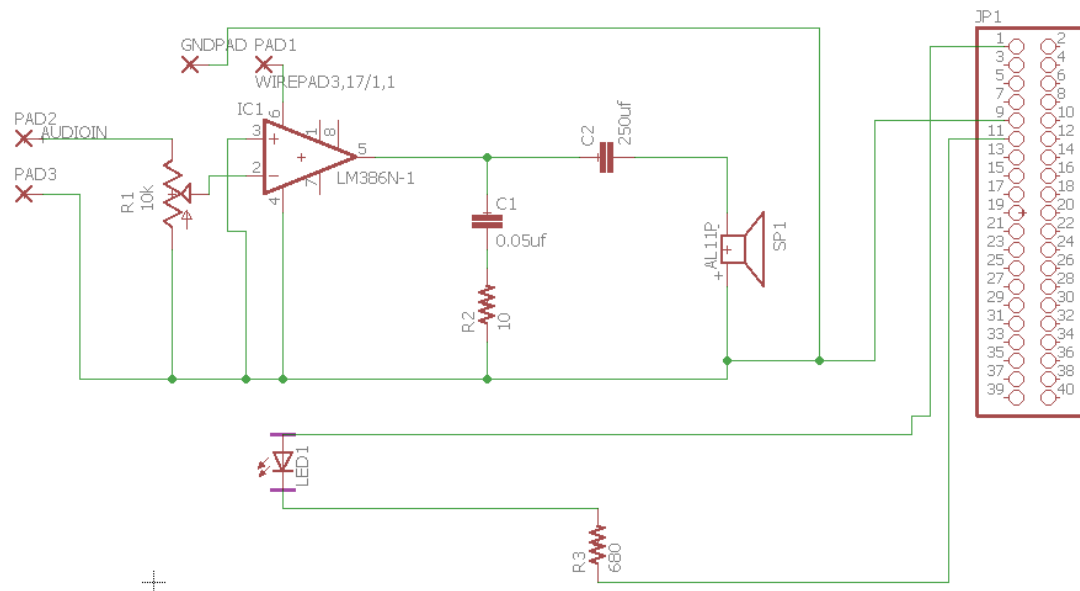 JP1
GNDPAD PAD1
WIREPAD3,17/1,1
PAD2
AUDIOIN
PAD3
R1
10k
IC1
3
2
6
1
8
5
7
4
LM386N-1
C2
250uf
C1
0.05uf
R2
10
AL11P
-
+
SP1
LED1
R3
680
1 2
3 4
5 6
7 8
9 10
11 12
13 14
15 16
17 18
19 20
21 22
23 24
25 26
27 28
29 30
31 32
33 34
35 36
37 38
39 40